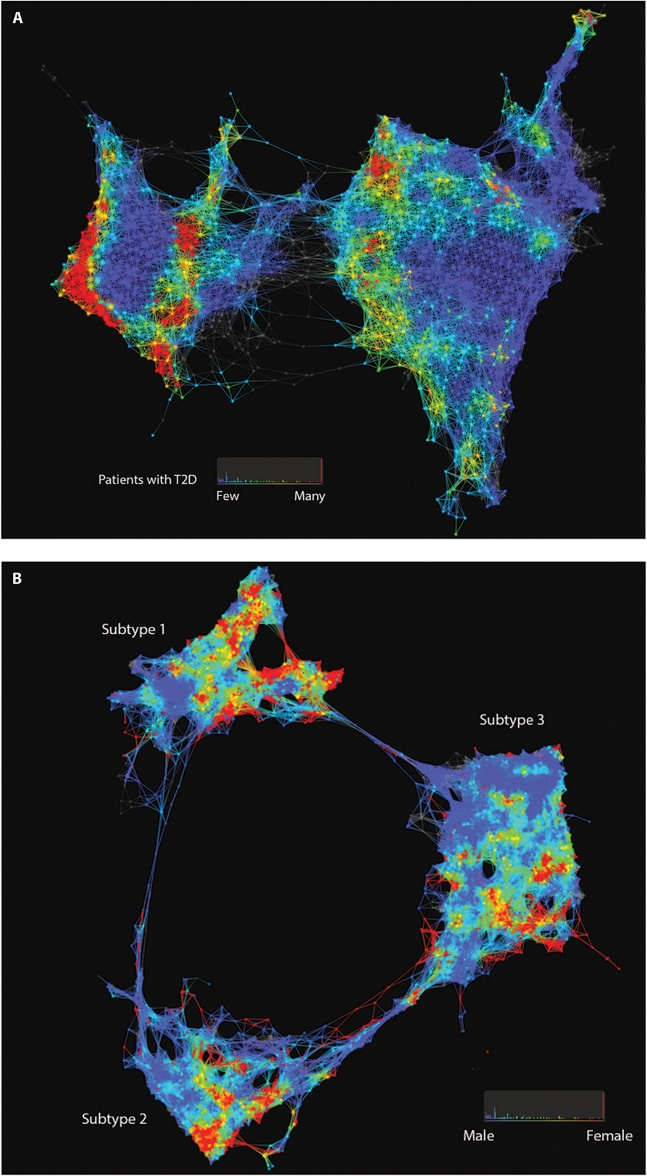 A
Patients with T2D
Few Many
B
Subtype 1
Subtype 3
Subtype 2
Male Female